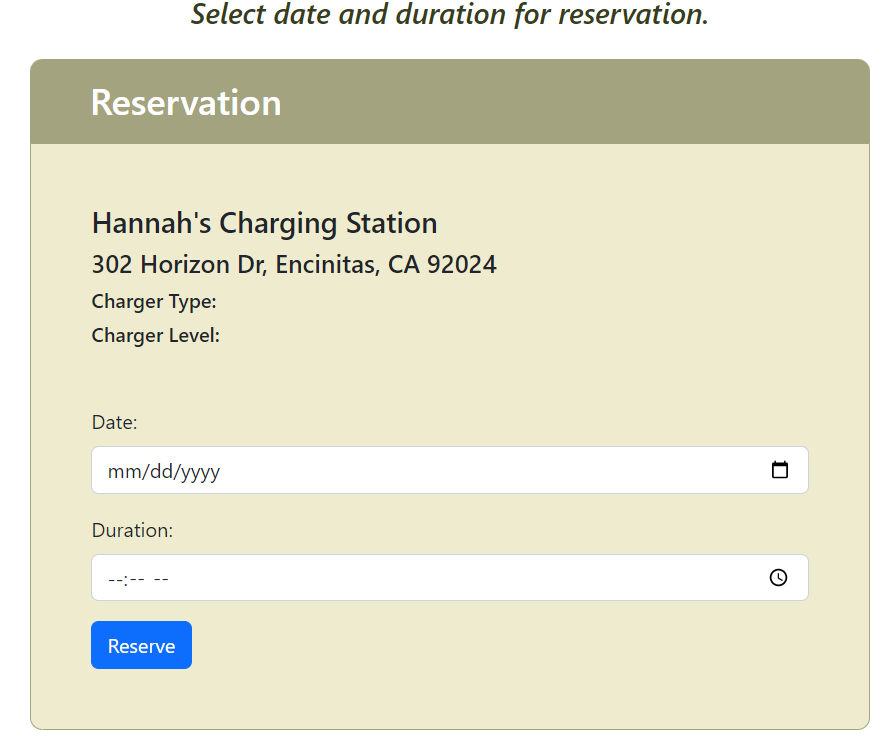 Select date and duration for reservation.
Reservation
Hannah's Charging Station
302 Horizon Dr, Encinitas, CA 92024
Charger Type:
Charger Level:
Date:
mm/dd/yyyy
Duration:
--:-- --
Reserve